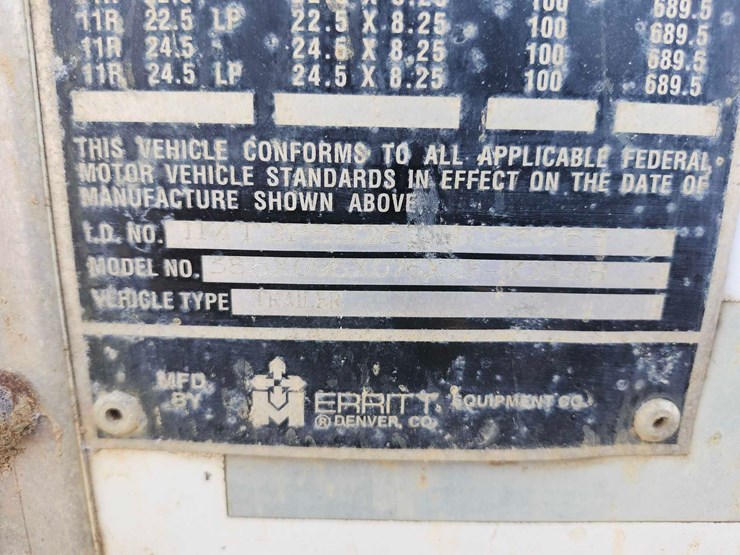 11R 22.5 LP 22.5 X 8.25 100 689.5
11R 24.5 24.5 X 8.25 100 689.5
11R 24.5 LP 24.5 X 8.25 100 689.5
THIS VEHICLE CONFORMS TO ALL APPLICABLE FEDERAL
MOTOR VEHICLE STANDARDS IN EFFECT ON THE DATE OF
MANUFACTURE SHOWN ABOVE
I.D. NO.
MODEL NO.
VEHICLE TYPE TRAILER
MFD. BY MERRITT EQUIPMENT CO.
® DENVER, CO.